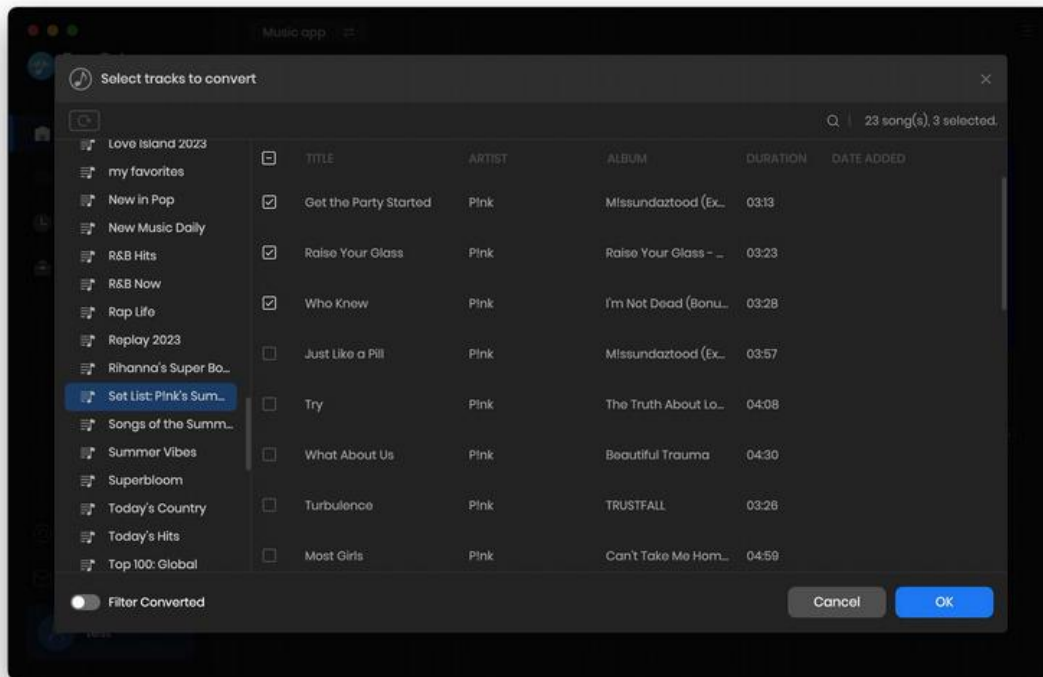 Music app
Select tracks to convert
23 song(s), 3 selected.
Love Island 2023
my favorites
New in Pop
New Music Daily
R&B Hits
R&B Now
Rap Life
Replay 2023
Rihanna's Super Bo...
Set List: P!nk's Sum...
Songs of the Summ...
Summer Vibes
Superbloom
Today's Country
Today's Hits
Top 100: Global
TITLE ARTIST ALBUM DURATION DATE ADDED
Get the Party Started P!nk M!ssundaztood (Ex... 03:13
Raise Your Glass P!nk Raise Your Glass - ... 03:23
Who Knew P!nk I'm Not Dead (Bonu... 03:28
Just Like a Pill P!nk M!ssundaztood (Ex... 03:57
Try P!nk The Truth About Lo... 04:08
What About Us P!nk Beautiful Trauma 04:30
Turbulence P!nk TRUSTFALL 03:26
Most Girls P!nk Can't Take Me Hom... 04:59
Filter Converted
Cancel
OK